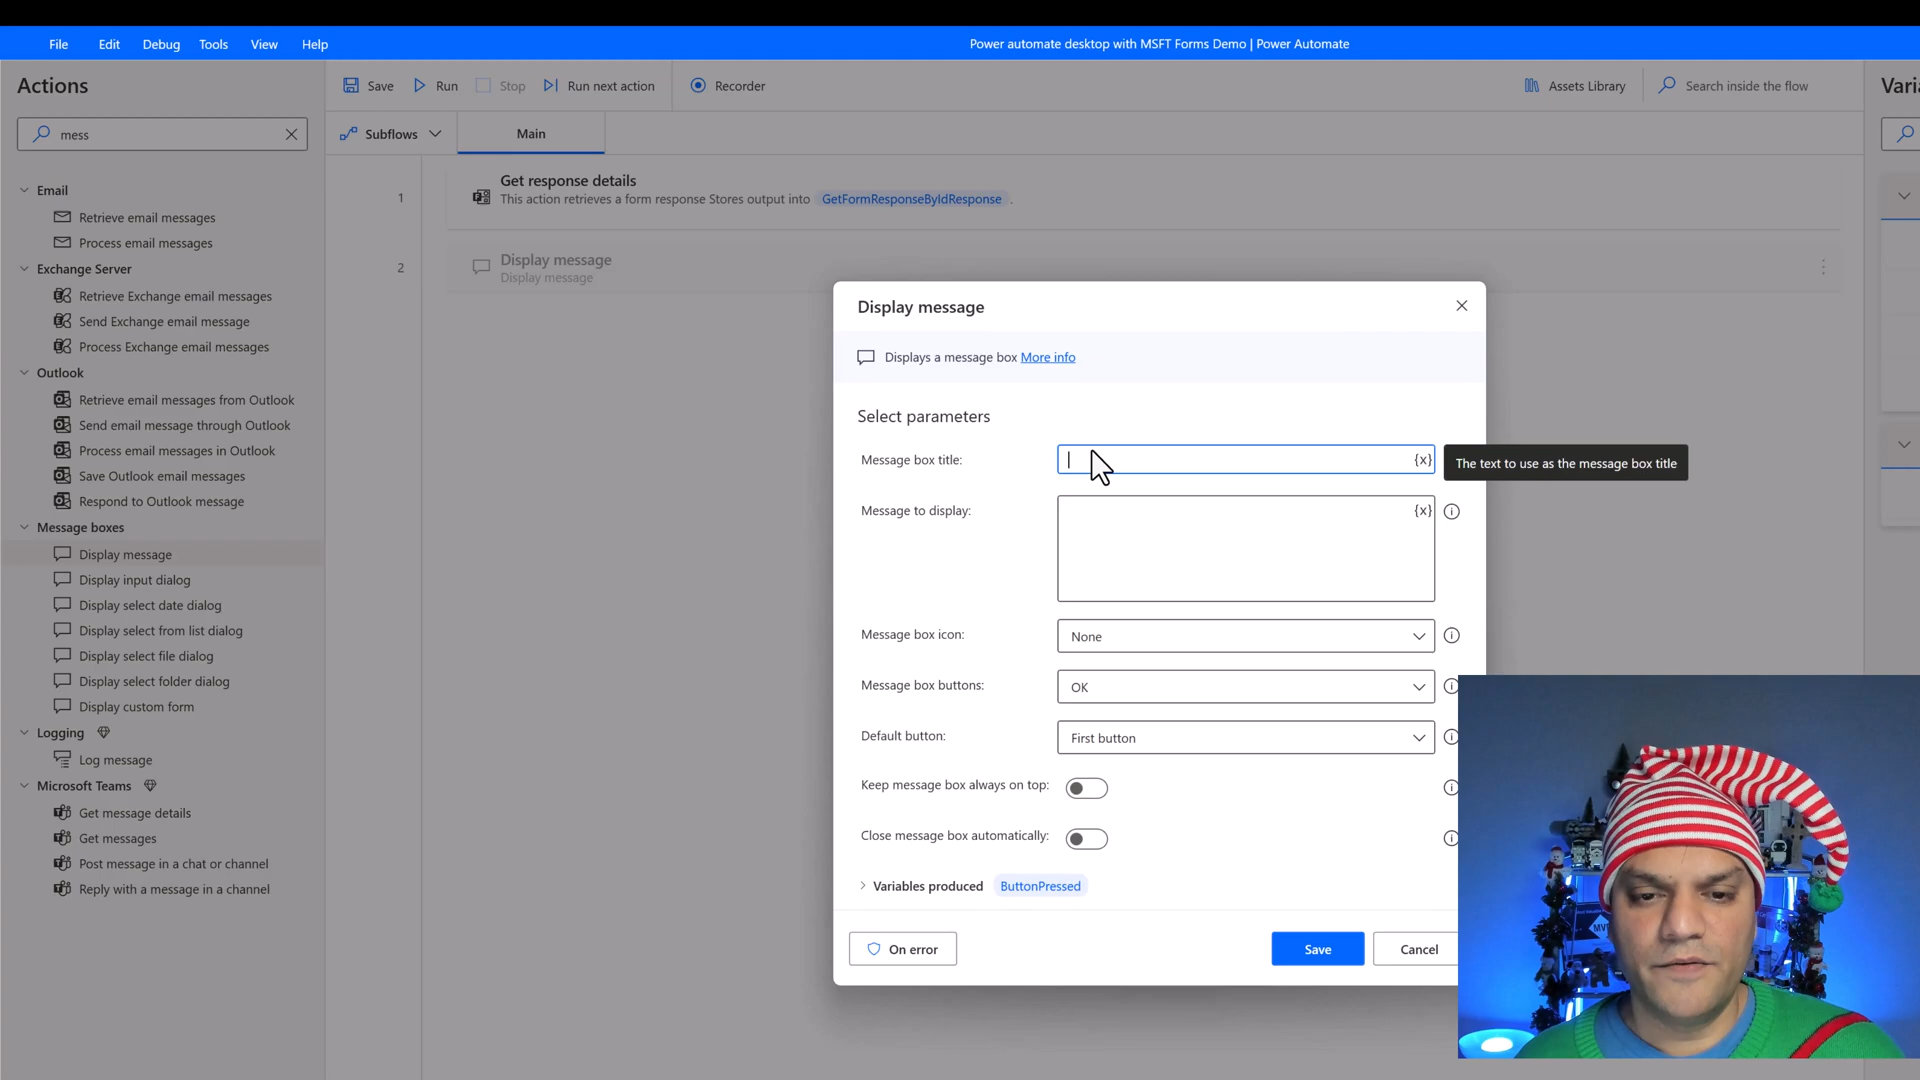 File Edit Debug Tools View Help
Power automate desktop with MSFT Forms Demo | Power Automate
Actions
Save Run Stop Run next action Recorder
Assets Library Search inside the flow
mess
Subflows Main
Email
Retrieve email messages
Process email messages
Exchange Server
Retrieve Exchange email messages
Send Exchange email message
Process Exchange email messages
Outlook
Retrieve email messages from Outlook
Send email message through Outlook
Process email messages in Outlook
Save Outlook email messages
Respond to Outlook message
Message boxes
Display message
Display input dialog
Display select date dialog
Display select from list dialog
Display select file dialog
Display select folder dialog
Display custom form
Logging
Log message
Microsoft Teams
Get message details
Get messages
Post message in a chat or channel
Reply with a message in a channel
1
Get response details
This action retrieves a form response Stores output into GetFormResponseByIdResponse .
2
Display message
Display message
Display message
Displays a message box More info
Select parameters
Message box title: {x}
The text to use as the message box title
Message to display: {x}
Message box icon: None
Message box buttons: OK
Default button: First button
Keep message box always on top:
Close message box automatically:
Variables produced ButtonPressed
On error Save Cancel